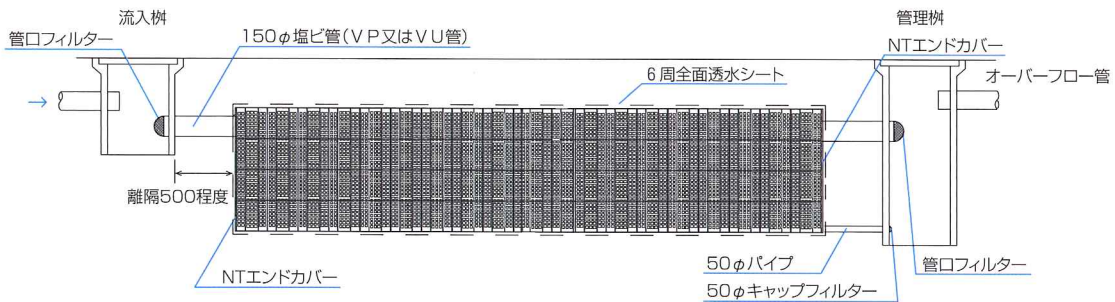 流入桝
管口フィルター
150φ塩ビ管(VP又はVU管)
6周全面透水シート
管理桝
NTエンドカバー
オーバーフロー管
離隔500程度
NTエンドカバー
50φパイプ
50φキャップフィルター
管口フィルター